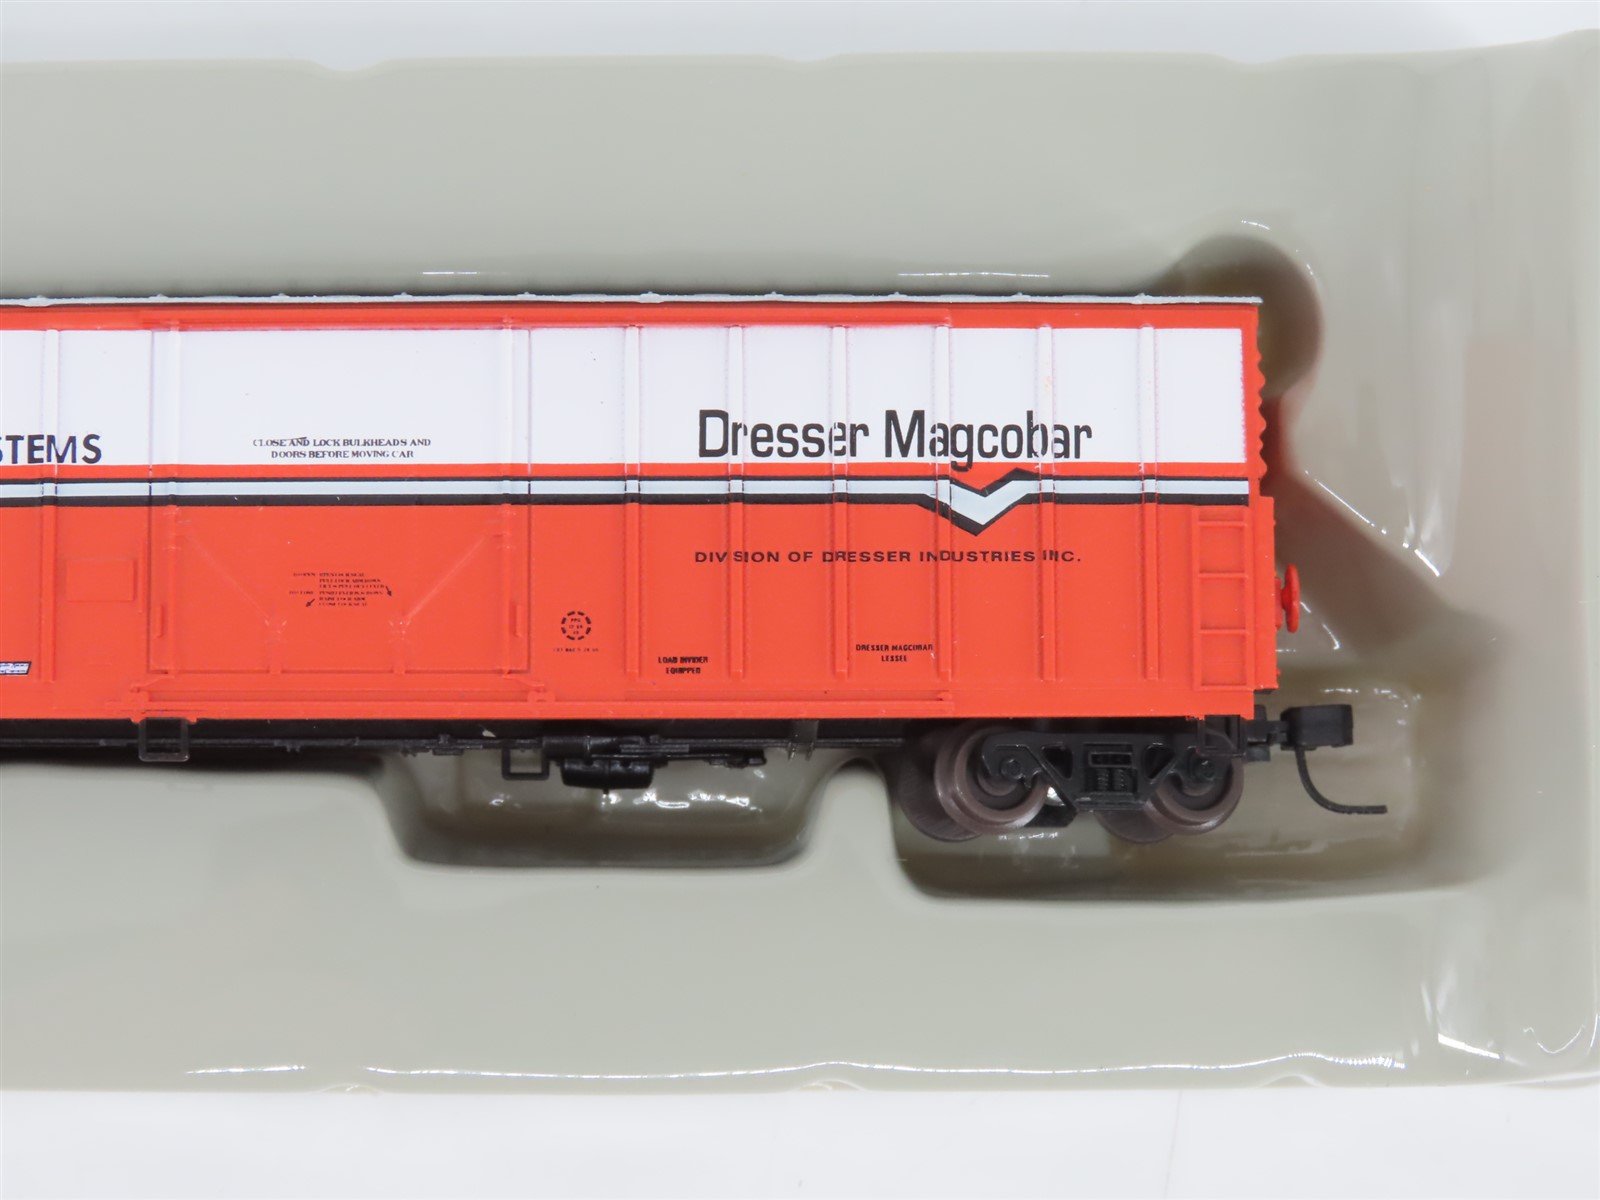 STEMS
CLOSE AND LOCK BULKHEADS AND
DOORS BEFORE MOVING CAR
Dresser Magcobar
DIVISION OF DRESSER INDUSTRIES INC.
LOAD DIVIDER
EQUIPPED
DRESSER MAGCOBAR
LESSEE